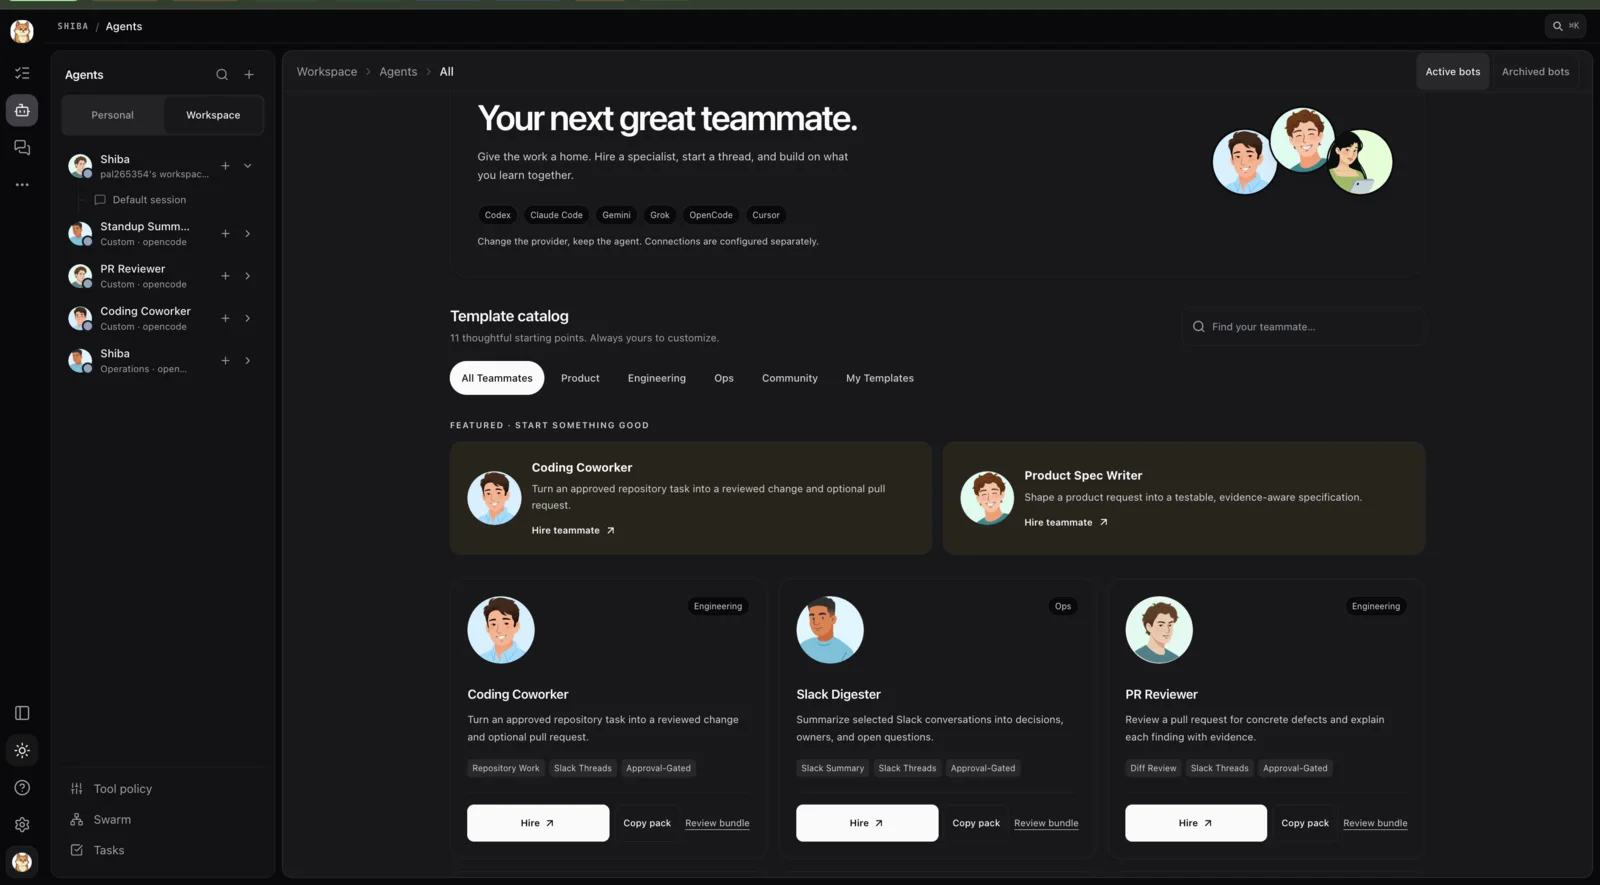 SHIBA / Agents
⌘K
Agents
Personal
Workspace
Shiba
pal265354's workspac...
Default session
Standup Summ...
Custom · opencode
PR Reviewer
Custom · opencode
Coding Coworker
Custom · opencode
Shiba
Operations · open...
Tool policy
Swarm
Tasks
Workspace > Agents > All
Active bots
Archived bots
Your next great teammate.
Give the work a home. Hire a specialist, start a thread, and build on what
you learn together.
Codex
Claude Code
Gemini
Grok
OpenCode
Cursor
Change the provider, keep the agent. Connections are configured separately.
Template catalog
11 thoughtful starting points. Always yours to customize.
Find your teammate...
All Teammates
Product
Engineering
Ops
Community
My Templates
FEATURED · START SOMETHING GOOD
Coding Coworker
Turn an approved repository task into a reviewed change and optional pull
request.
Hire teammate
Product Spec Writer
Shape a product request into a testable, evidence-aware specification.
Hire teammate
Engineering
Coding Coworker
Turn an approved repository task into a reviewed change
and optional pull request.
Repository Work
Slack Threads
Approval-Gated
Hire
Copy pack
Review bundle
Ops
Slack Digester
Summarize selected Slack conversations into decisions,
owners, and open questions.
Slack Summary
Slack Threads
Approval-Gated
Hire
Copy pack
Review bundle
Engineering
PR Reviewer
Review a pull request for concrete defects and explain
each finding with evidence.
Diff Review
Slack Threads
Approval-Gated
Hire
Copy pack
Review bundle